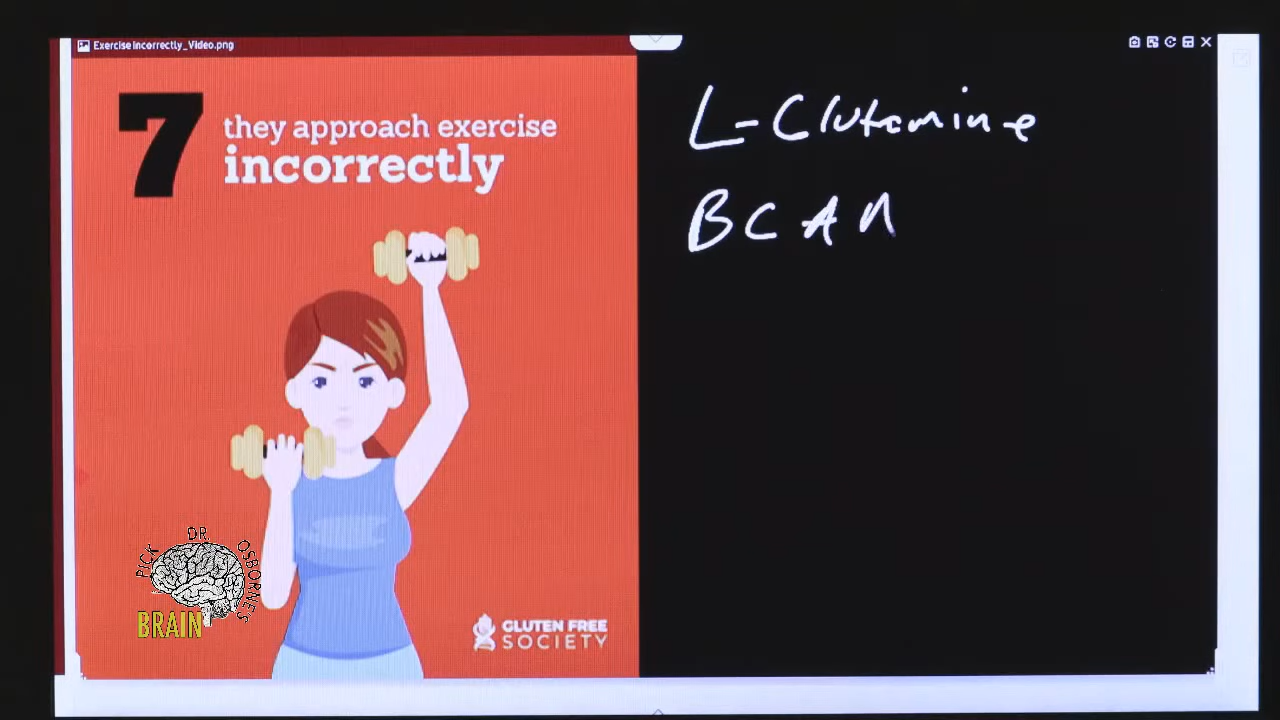 Exercise Incorrectly_Video.png
7
they approach exercise
incorrectly
L-Glutamine
BCAA
PICK DR OSBORNE'S
BRAIN
GLUTEN FREE
SOCIETY